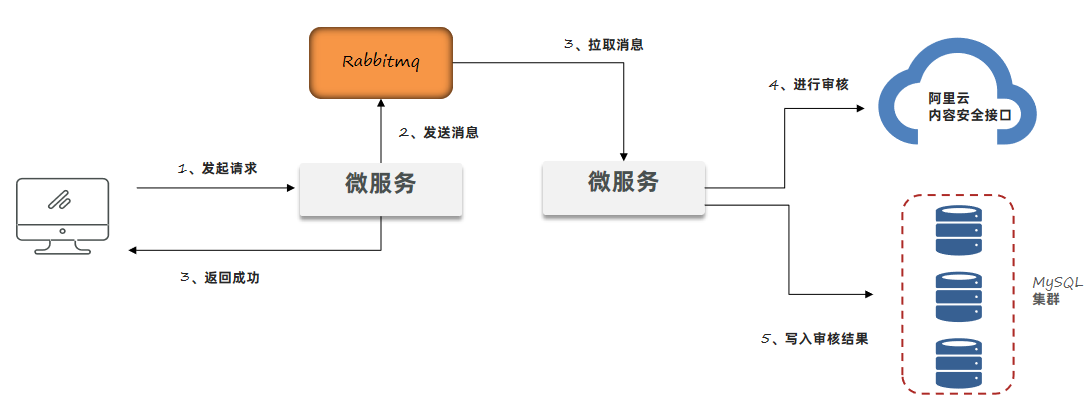 Rabbitmq
3、拉取消息
4、进行审核
阿里云
内容安全接口
2、发送消息
1、发起请求
微服务
微服务
3、返回成功
MySQL
集群
5、写入审核结果